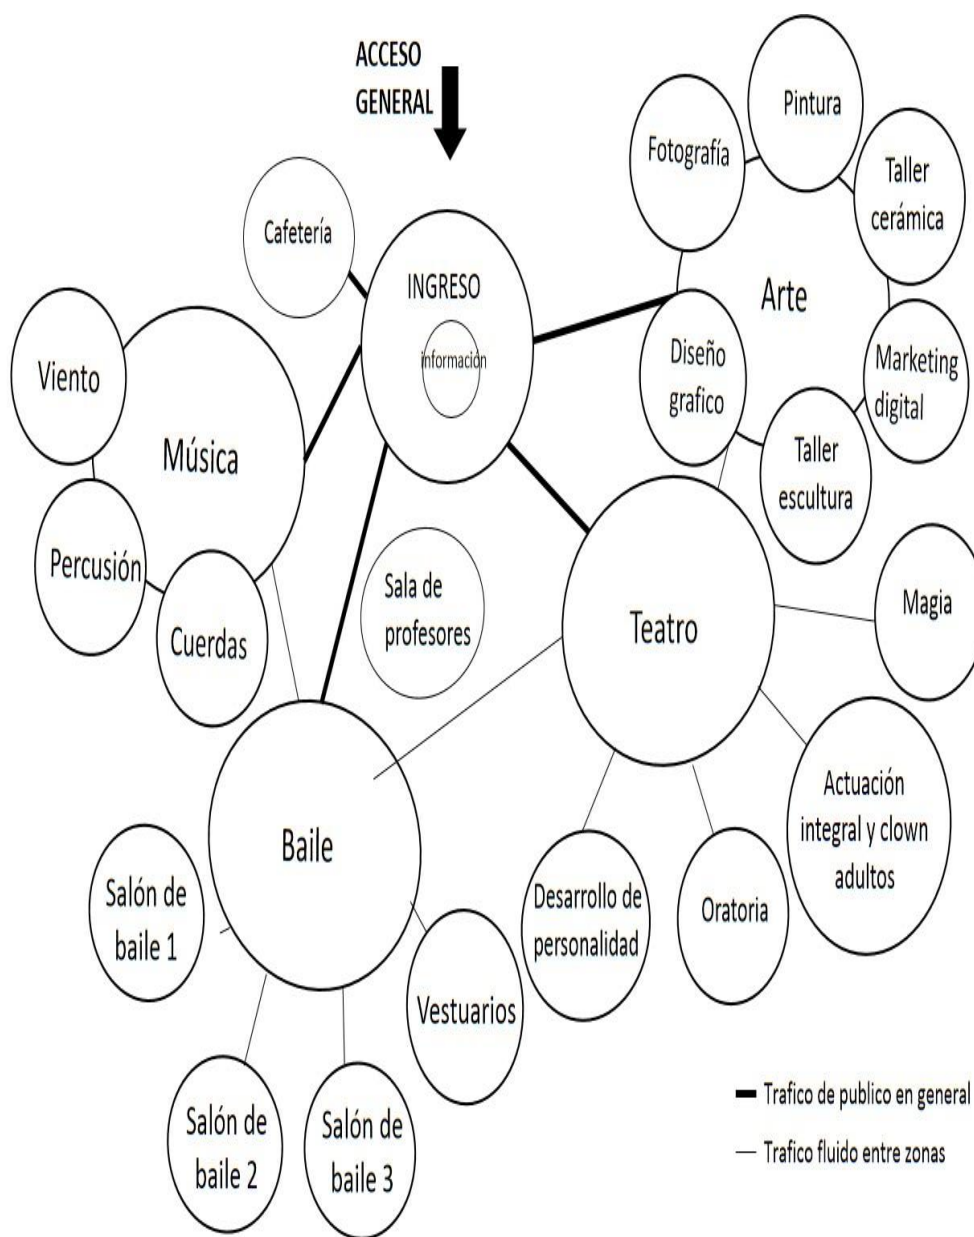 ACCESO
GENERAL
Pintura
Fotografía
Taller
cerámica
Cafetería
INGRESO
información
Arte
Diseño
grafico
Marketing
digital
Viento
Música
Taller
escultura
Percusión
Cuerdas
Sala de
profesores
Teatro
Magia
Actuación
integral y clown
adultos
Baile
Salón de
baile 1
Desarrollo de
personalidad
Oratoria
Vestuarios
Salón de
baile 2
Salón de
baile 3
Trafico de publico en general
Trafico fluido entre zonas